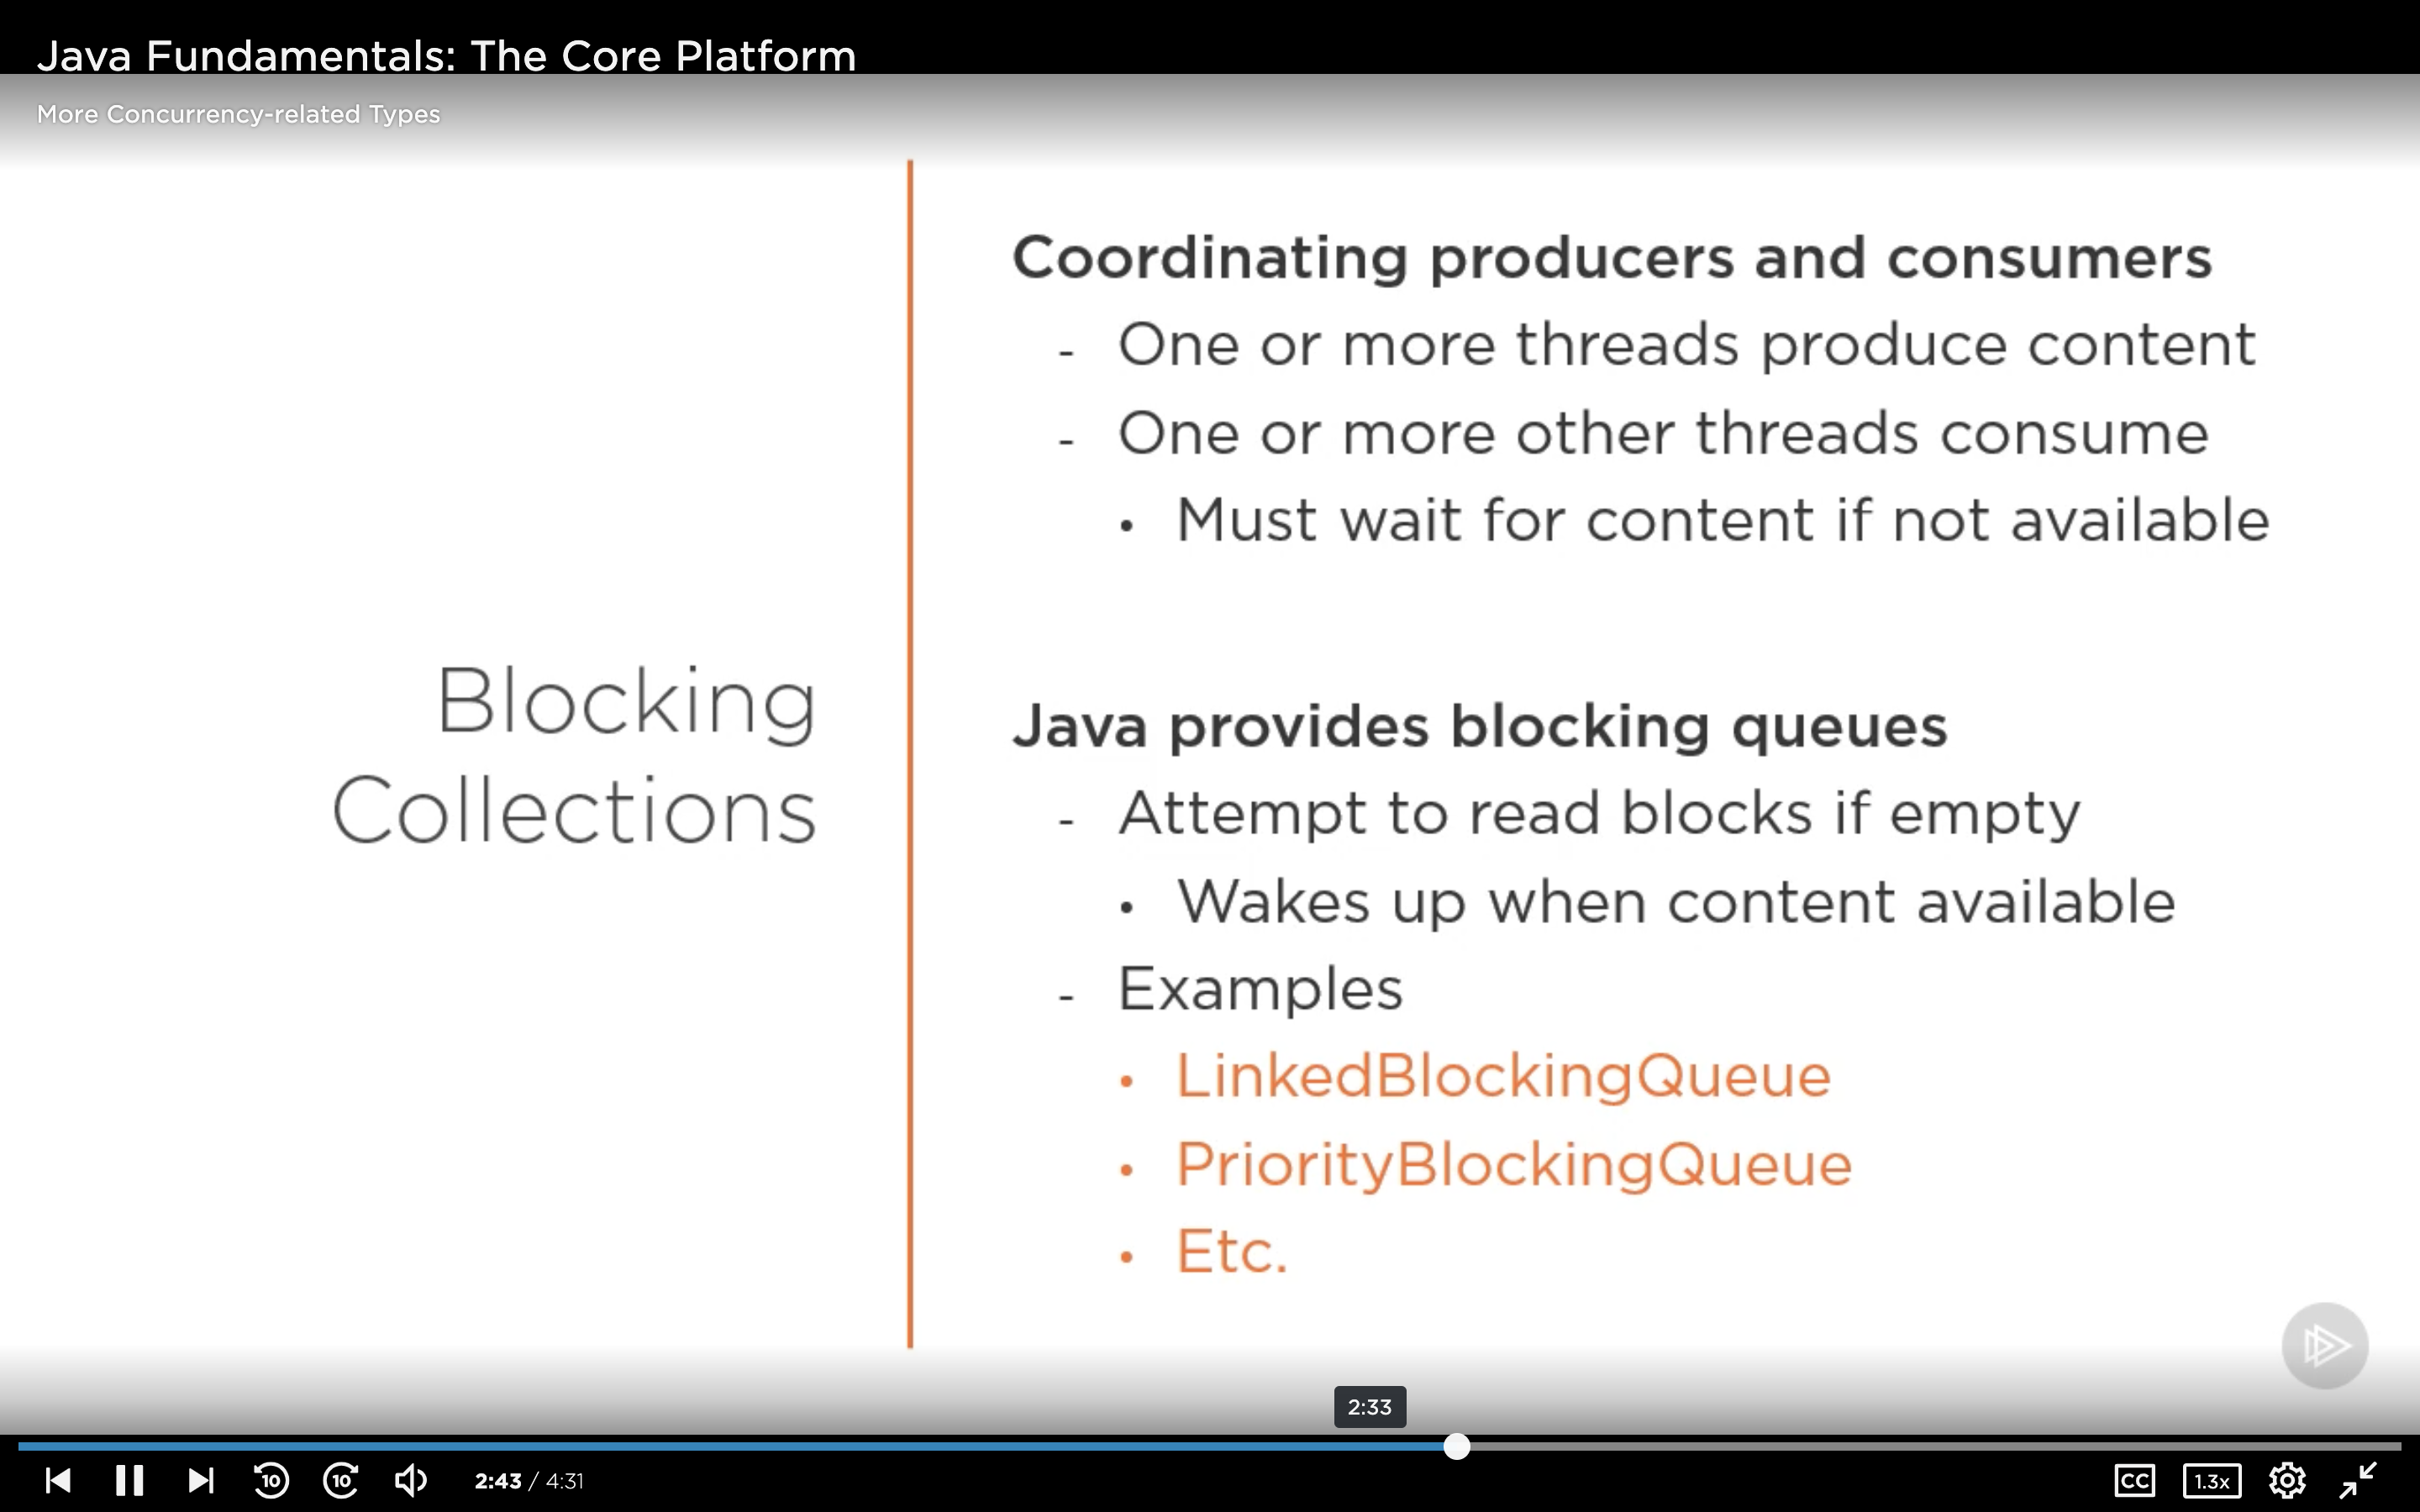 Java Fundamentals: The Core Platform
More Concurrency-related Types
Blocking
Collections
Coordinating producers and consumers
- One or more threads produce content
- One or more other threads consume
• Must wait for content if not available
Java provides blocking queues
- Attempt to read blocks if empty
• Wakes up when content available
- Examples
• LinkedBlockingQueue
• PriorityBlockingQueue
• Etc.
2:33
10
10
2:43 / 4:31
CC
1.3x